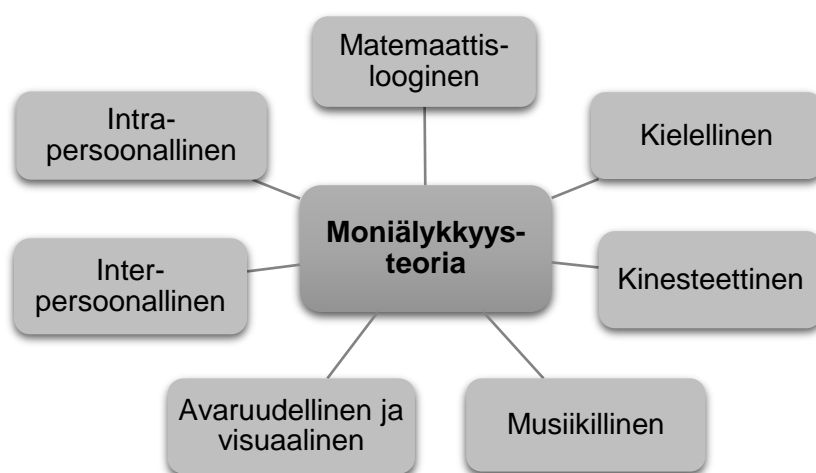 Matemaattis-
looginen
Intra-
persoonallinen
Kielellinen
Moniälykkyys-
teoria
Inter-
persoonallinen
Kinesteettinen
Avaruudellinen ja
visuaalinen
Musiikillinen